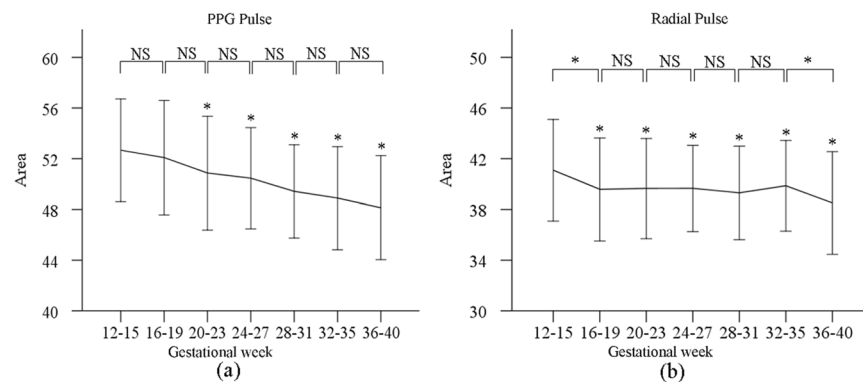 PPG Pulse
60
56
52
48
44
40
Area
NS NS NS NS NS NS
* * * * *
12-15 16-19 20-23 24-27 28-31 32-35 36-40
Gestational week
(a)
Radial Pulse
50
46
42
38
34
30
Area
* NS NS NS NS *
* * * * * *
12-15 16-19 20-23 24-27 28-31 32-35 36-40
Gestational week
(b)